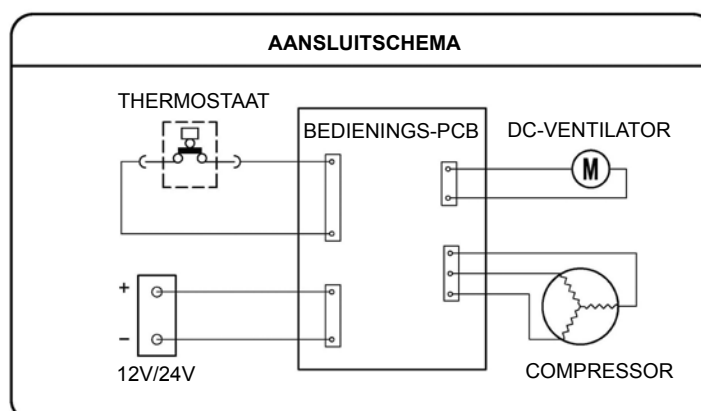 AANSLUITSCHEMA
THERMOSTAAT
BEDIENINGS-PCB
DC-VENTILATOR
M
+
−
12V/24V
COMPRESSOR